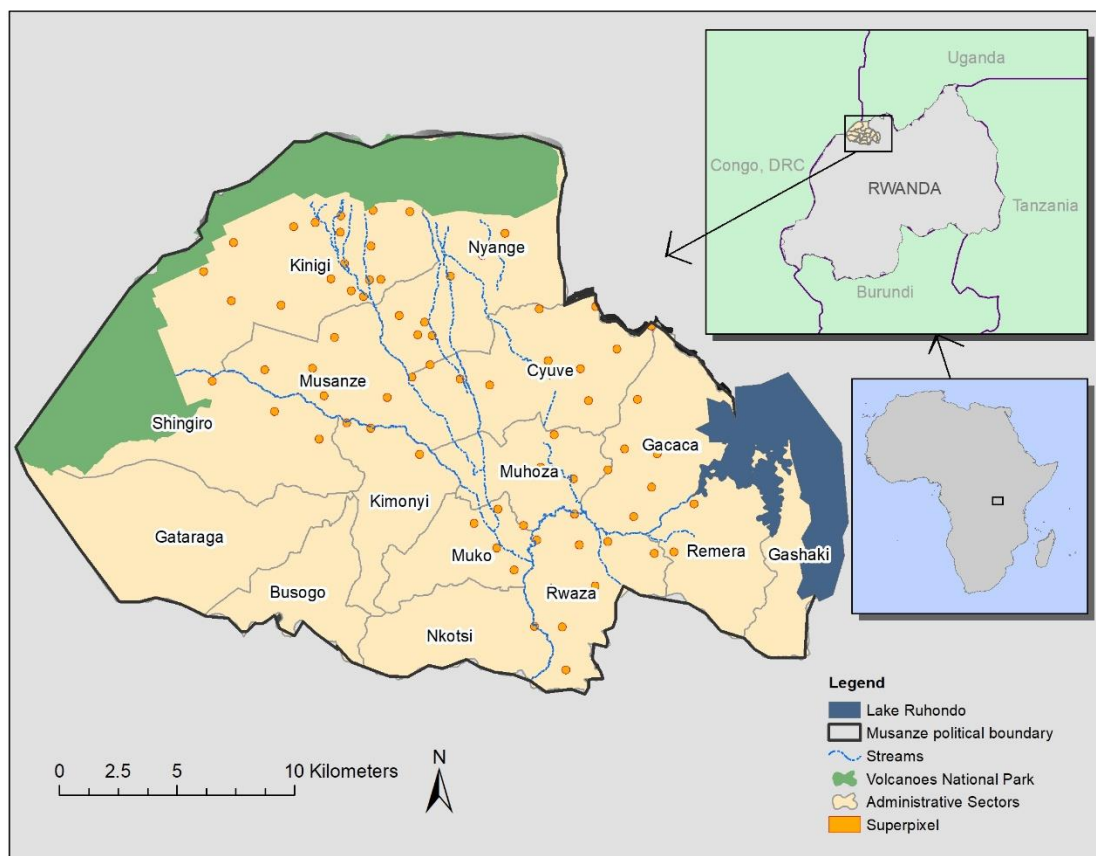 Uganda
Congo, DRC
RWANDA
Tanzania
Burundi
Nyange
Kinigi
Musanze
Cyuve
Shingiro
Gacaca
Muhoza
Kimonyi
Gataraga
Muko
Remera
Gashaki
Busogo
Rwaza
Nkotsi
Legend
Lake Ruhondo
Musanze political boundary
Streams
Volcanoes National Park
Administrative Sectors
Superpixel
N
0 2.5 5 10 Kilometers